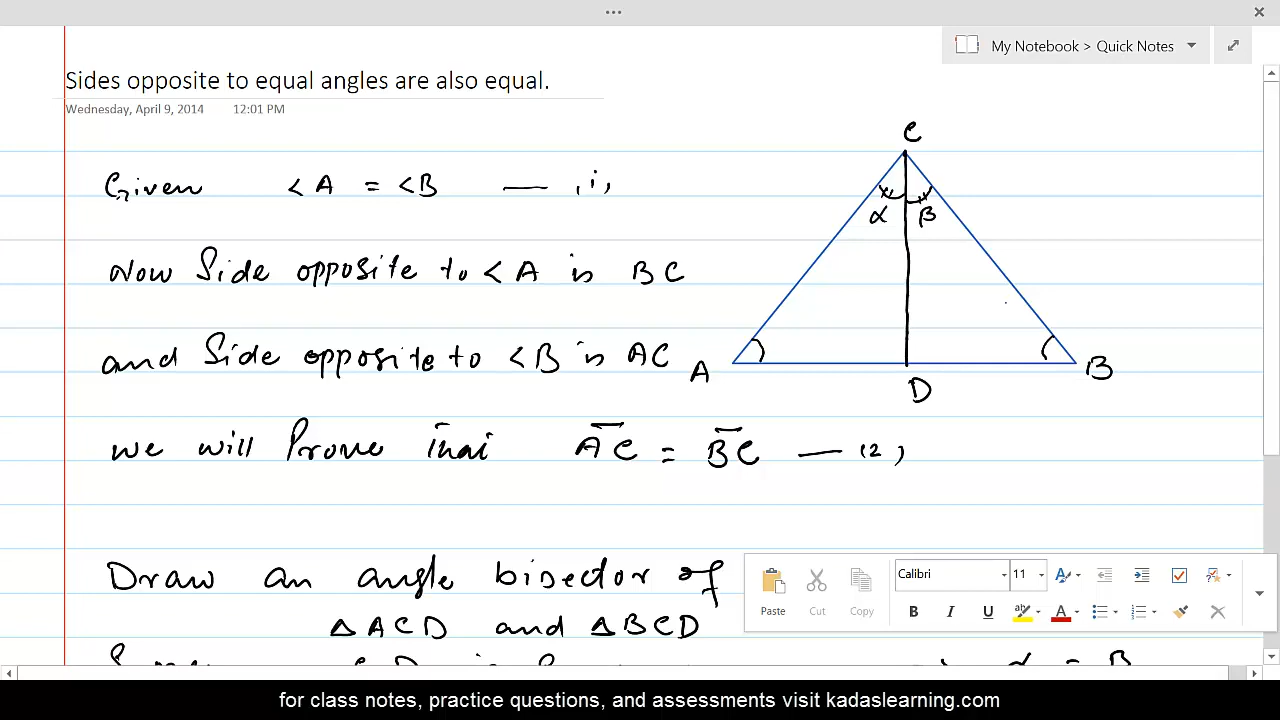 My Notebook > Quick Notes
Sides opposite to equal angles are also equal.
Wednesday, April 9, 2014 12:01 PM
C
Given <A = <B — (i)
α β
Now Side opposite to <A is BC
and Side opposite to <B is AC
A B
D
we will Prove that A̅C̅ = B̅C̅ — (2)
Draw an angle bisector of
△ACD and △BCD
CD is
α = β
Calibri 11
Paste Cut Copy
B I U ab A
for class notes, practice questions, and assessments visit kadaslearning.com